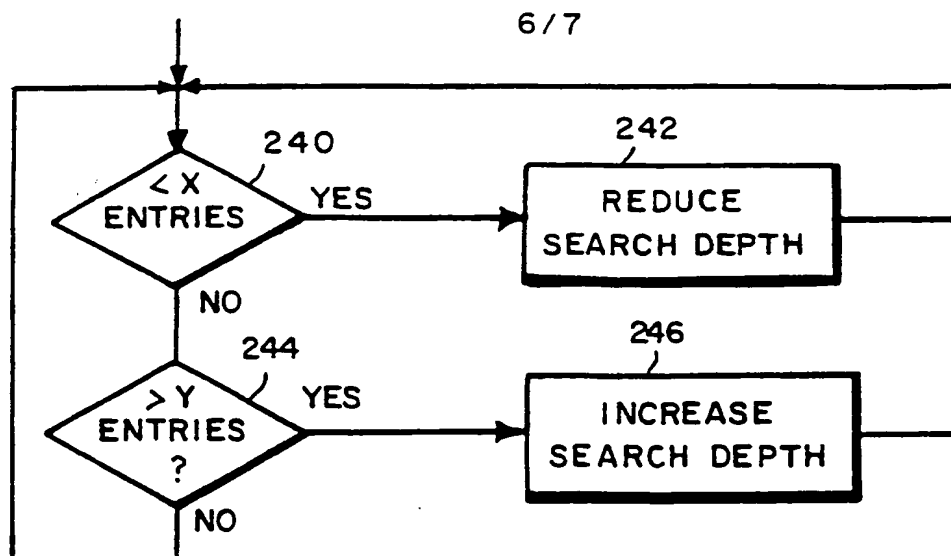 6/7
240
< X
ENTRIES
YES
242
REDUCE
SEARCH DEPTH
NO
244
> Y
ENTRIES
?
YES
246
INCREASE
SEARCH DEPTH
NO